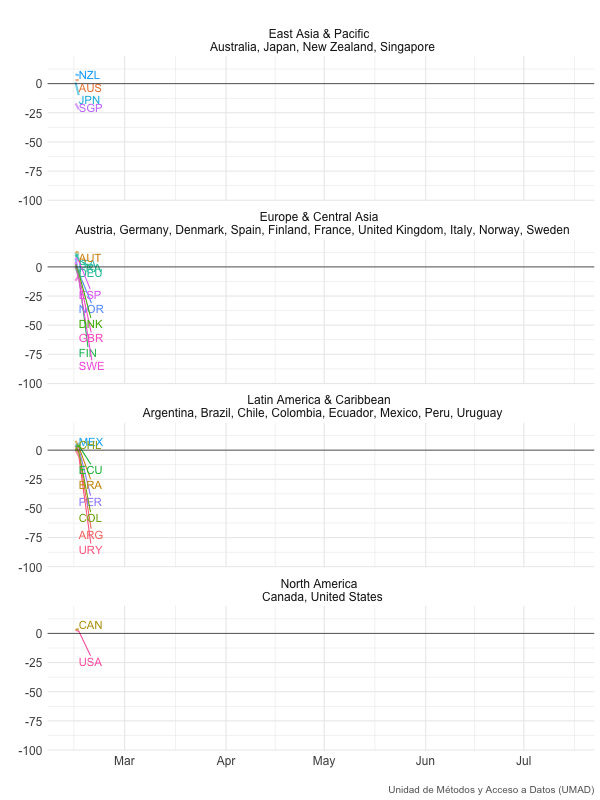 East Asia & Pacific
Australia, Japan, New Zealand, Singapore
NZL
0
AUS
JPN
SGP
-25
-50
-75
-100
Europe & Central Asia
Austria, Germany, Denmark, Spain, Finland, France, United Kingdom, Italy, Norway, Sweden
AUT
0
DEU
-25
ESP
NOR
-50
DNK
GBR
-75
FIN
SWE
-100
Latin America & Caribbean
Argentina, Brazil, Chile, Colombia, Ecuador, Mexico, Peru, Uruguay
MEX
0
ECU
-25
BRA
PER
-50
COL
-75
ARG
URY
-100
North America
Canada, United States
CAN
0
-25
USA
-50
-75
-100
Mar Apr May Jun Jul
Unidad de Métodos y Acceso a Datos (UMAD)